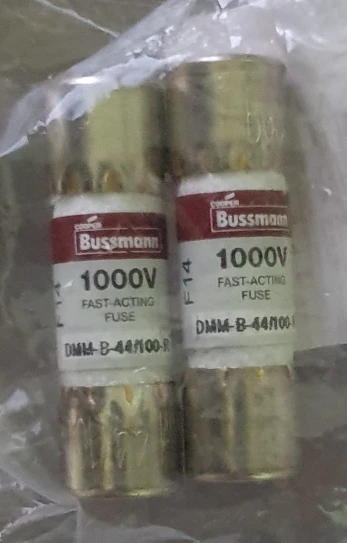 COOPER
Bussmann
1000V
FAST-ACTING
FUSE
DMM-B-44/100-R
F14
COOPER
Bussmann
1000V
FAST-ACTING
FUSE
DMM-B-44/100-
F14